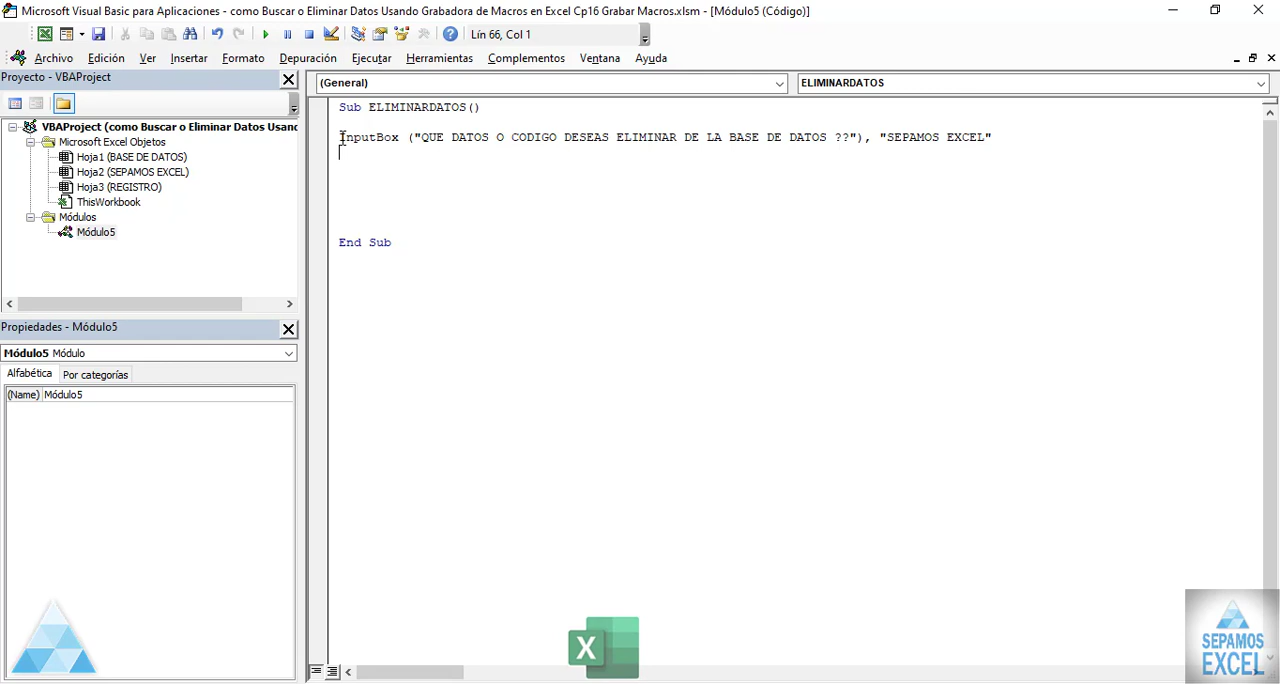 Microsoft Visual Basic para Aplicaciones - como Buscar o Eliminar Datos Usando Grabadora de Macros en Excel Cp16 Grabar Macros.xlsm - [Módulo5 (Código)]
Lín 66, Col 1
Archivo Edición Ver Insertar Formato Depuración Ejecutar Herramientas Complementos Ventana Ayuda
Proyecto - VBAProject
VBAProject (como Buscar o Eliminar Datos Usand
Microsoft Excel Objetos
Hoja1 (BASE DE DATOS)
Hoja2 (SEPAMOS EXCEL)
Hoja3 (REGISTRO)
ThisWorkbook
Módulos
Módulo5
Propiedades - Módulo5
Módulo5 Módulo
Alfabética Por categorías
(Name) Módulo5
(General) ELIMINARDATOS
Sub ELIMINARDATOS()
InputBox ("QUE DATOS O CODIGO DESEAS ELIMINAR DE LA BASE DE DATOS ??"), "SEPAMOS EXCEL"
End Sub
X
SEPAMOS
EXCEL